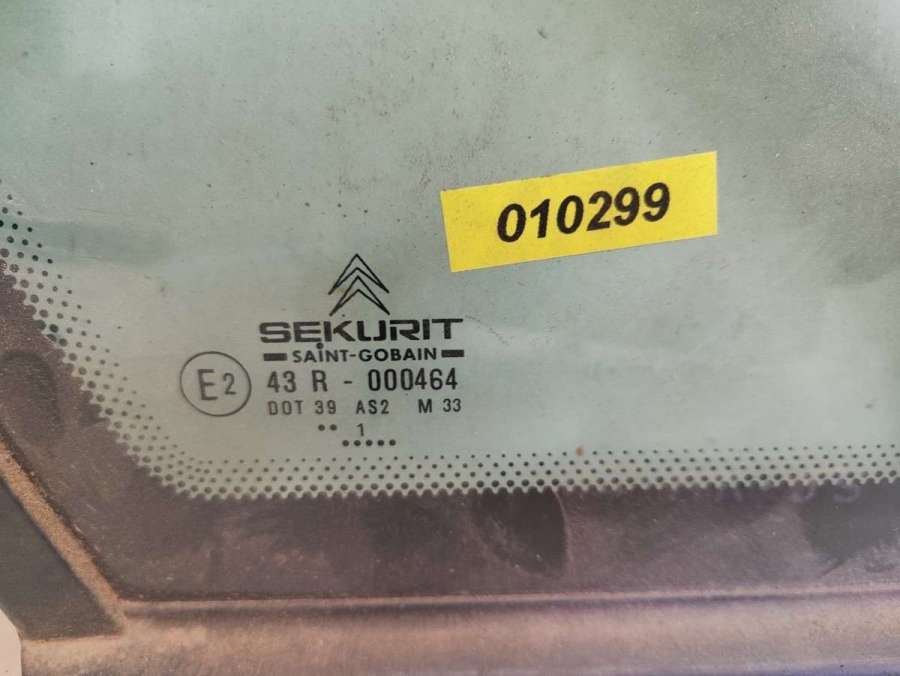 010299
SEKURIT
SAINT-GOBAIN
E2 43 R - 000464
DOT 39 AS2 M 33
.. 1
.....